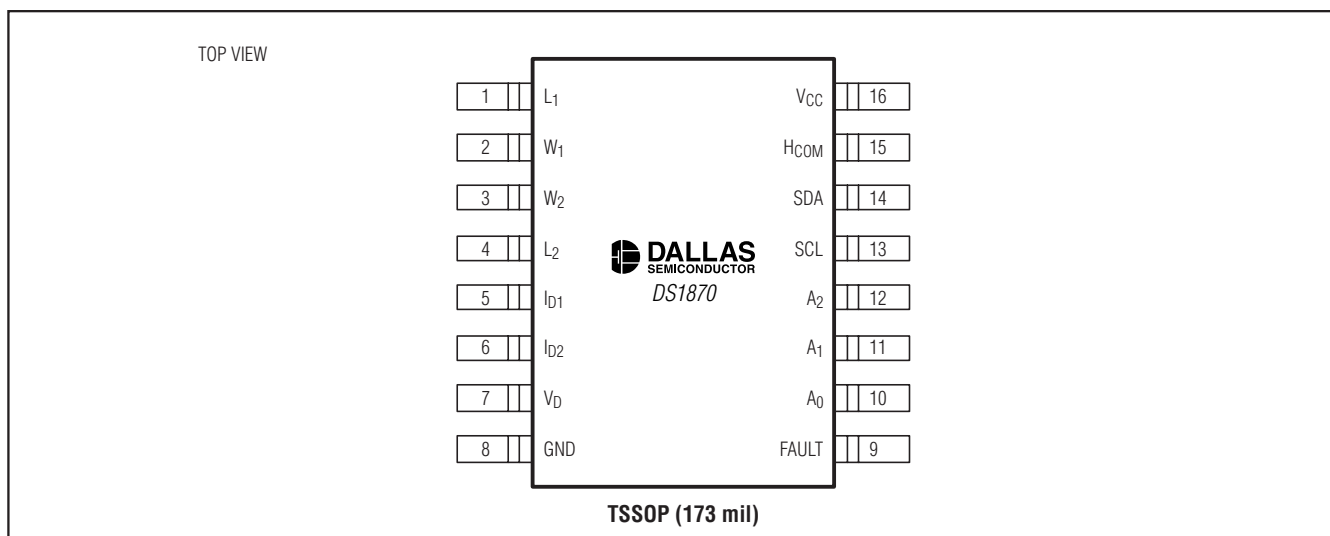 TOP VIEW
1 L1
2 W1
3 W2
4 L2
5 ID1
6 ID2
7 VD
8 GND
VCC 16
HCOM 15
SDA 14
SCL 13
A2 12
A1 11
A0 10
FAULT 9
DALLAS
SEMICONDUCTOR
DS1870
TSSOP (173 mil)